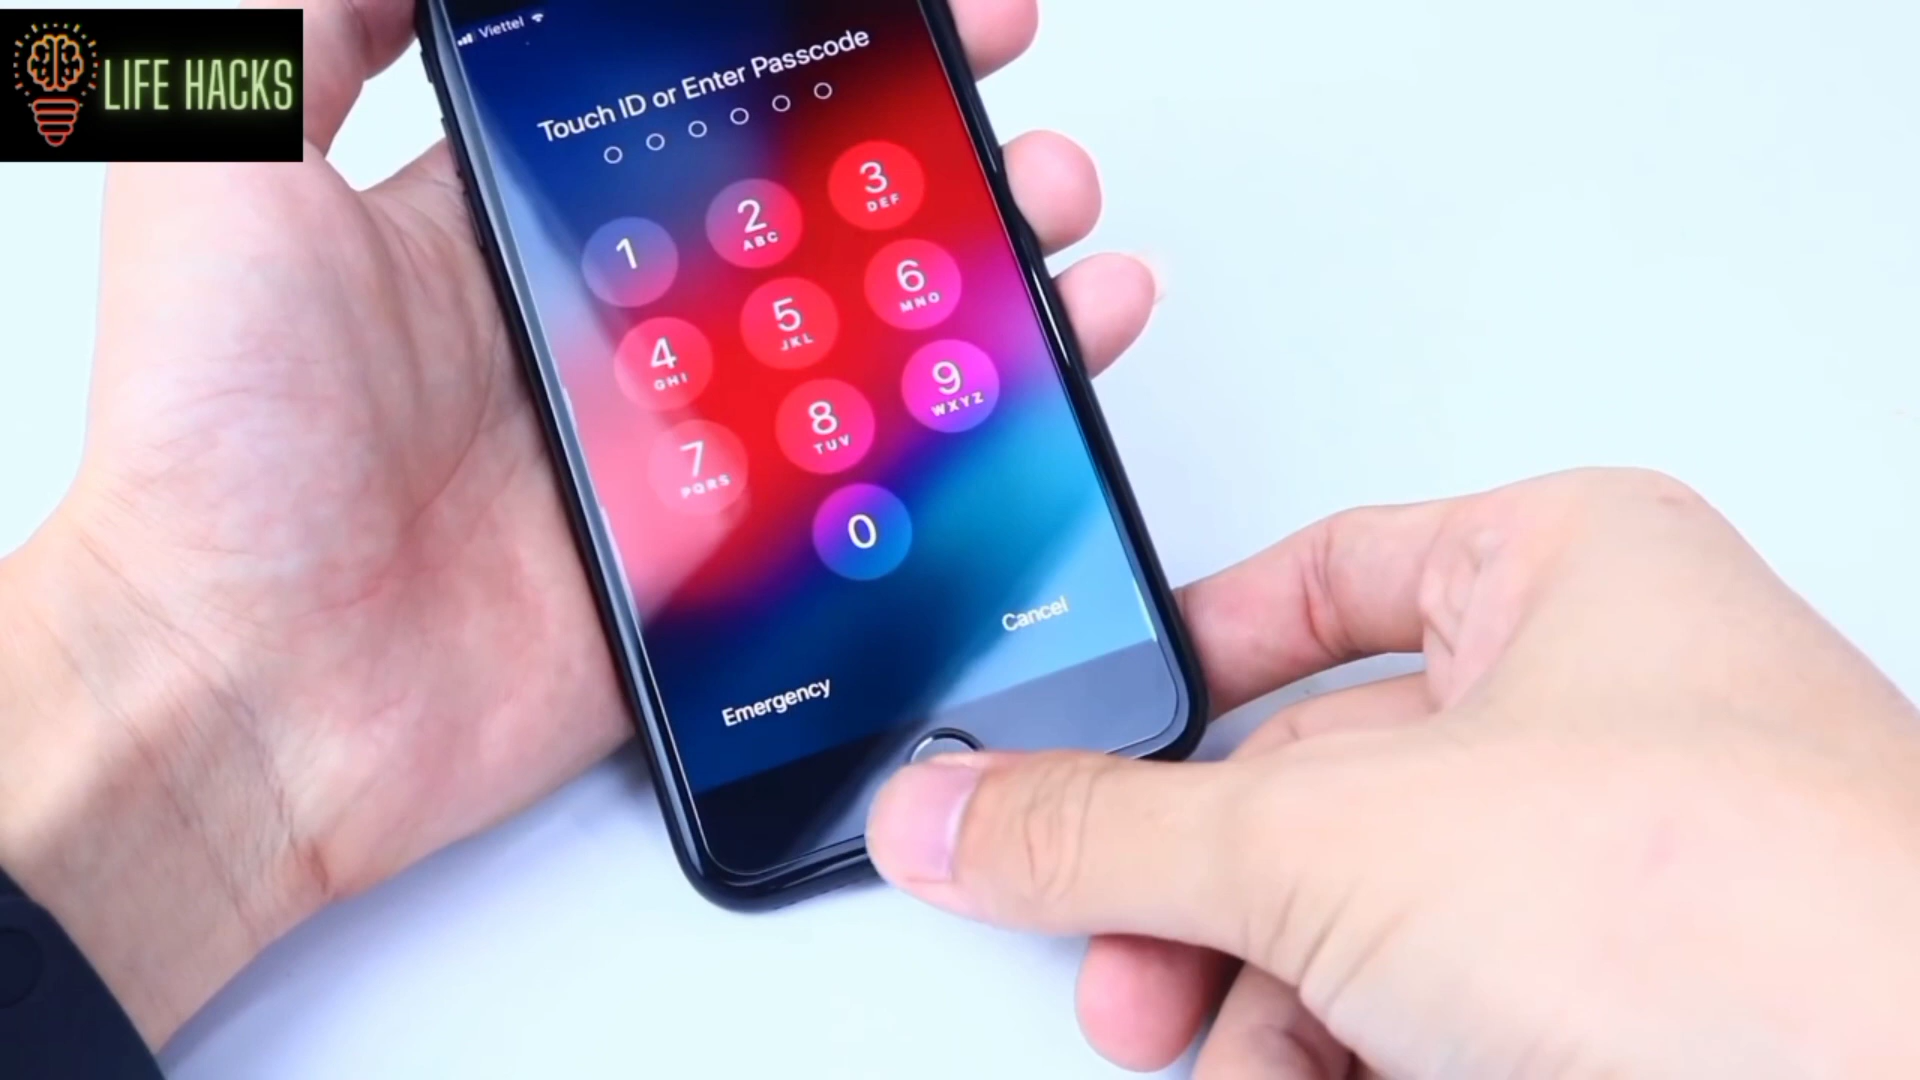 LIFE HACKS
Viettel
Touch ID or Enter Passcode
1
2
ABC
3
DEF
4
GHI
5
JKL
6
MNO
7
PQRS
8
TUV
9
WXYZ
0
Emergency
Cancel